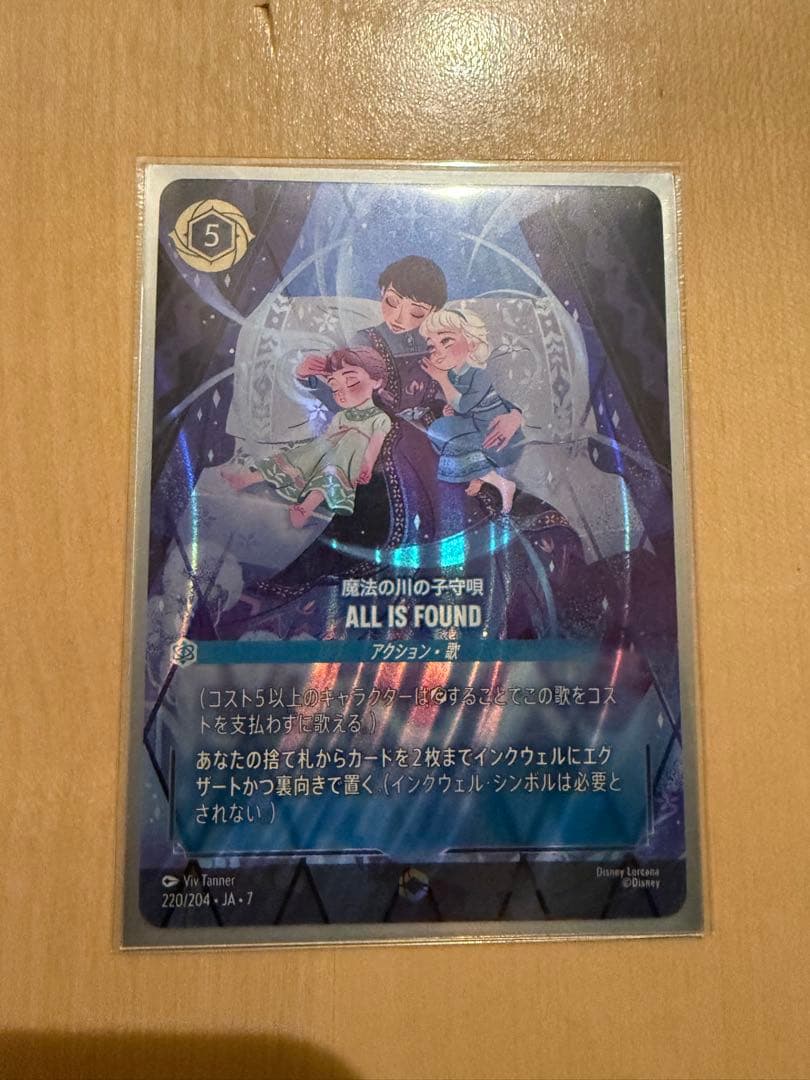 5
魔法の川の子守唄
ALL IS FOUND
アクション・歌
(コスト5以上のキャラクターは することでこの歌をコス
トを支払わずに歌える。)
あなたの捨て札からカードを2枚までインクウェルにエグ
ザートかつ裏向きで置く。(インクウェル・シンボルは必要と
されない。)
Viv Tanner
220/204・JA・7
Disney Lorcana
©Disney